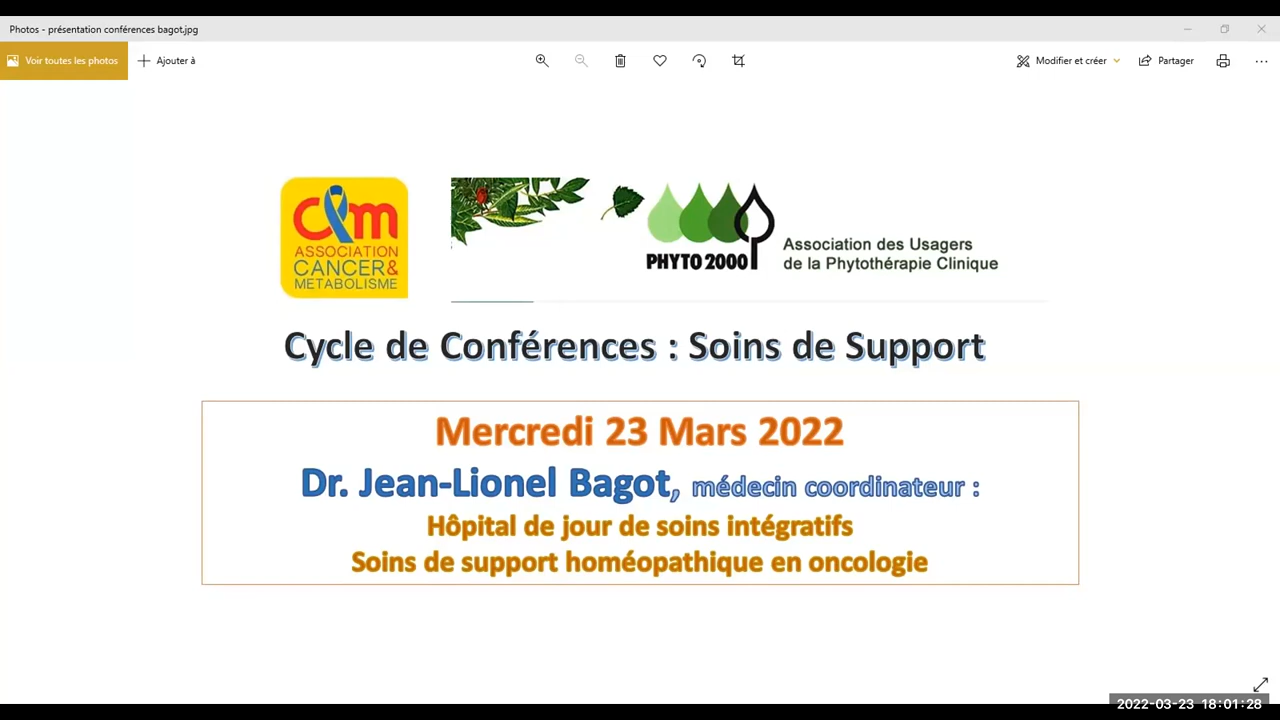 Photos - présentation conférences bagot.jpg
Voir toutes les photos
Ajouter à
Modifier et créer
Partager
c m
ASSOCIATION
CANCER&
METABOLISME
PHYTO 2000
Association des Usagers
de la Phytothérapie Clinique
Cycle de Conférences : Soins de Support
Mercredi 23 Mars 2022
Dr. Jean-Lionel Bagot, médecin coordinateur :
Hôpital de jour de soins intégratifs
Soins de support homéopathique en oncologie
2022-03-23 18:01:28